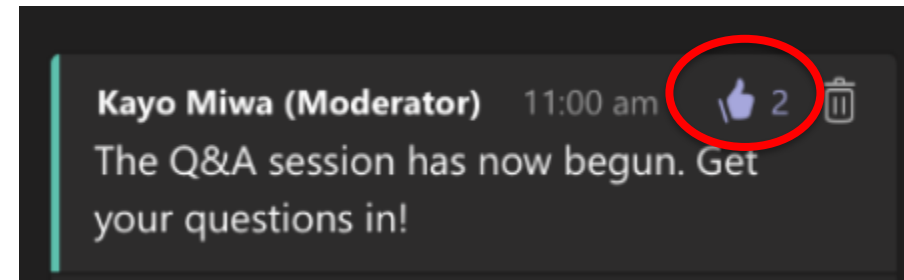 Kayo Miwa (Moderator) 11:00 am 2
The Q&A session has now begun. Get
your questions in!